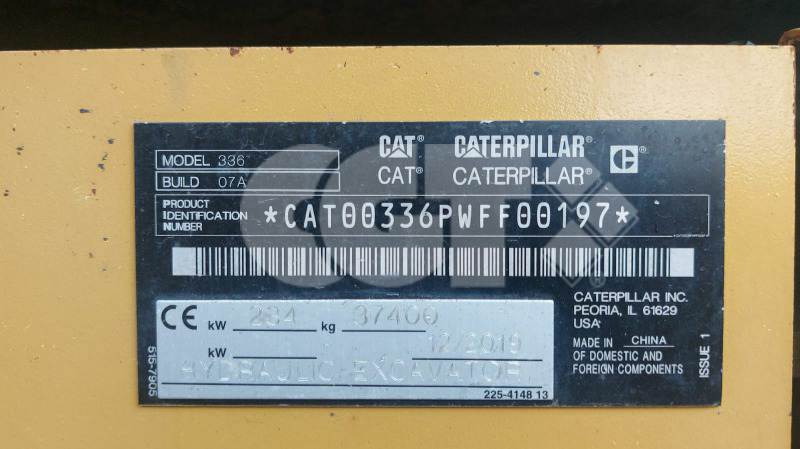 MODEL 336
BUILD 07A
CAT® CATERPILLAR®
CAT® CATERPILLAR®
C
PRODUCT IDENTIFICATION NUMBER
*CAT00336PWFF00197*
CE
kW 234 kg 37400
kW 12/2019
HYDRAULIC EXCAVATOR
225-4148 13
515-7905
CATERPILLAR INC.
PEORIA, IL 61629
USA
MADE IN CHINA
OF DOMESTIC AND
FOREIGN COMPONENTS
ISSUE 1